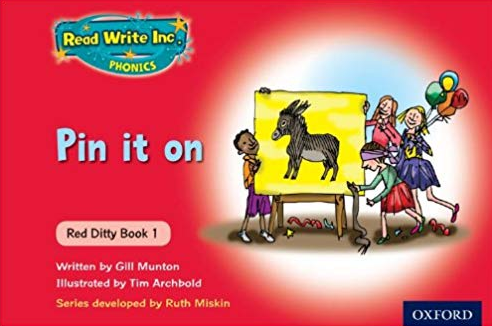 Read Write Inc.
PHONICS
Pin it on
Red Ditty Book 1
Written by Gill Munton
Illustrated by Tim Archbold
Series developed by Ruth Miskin
OXFORD